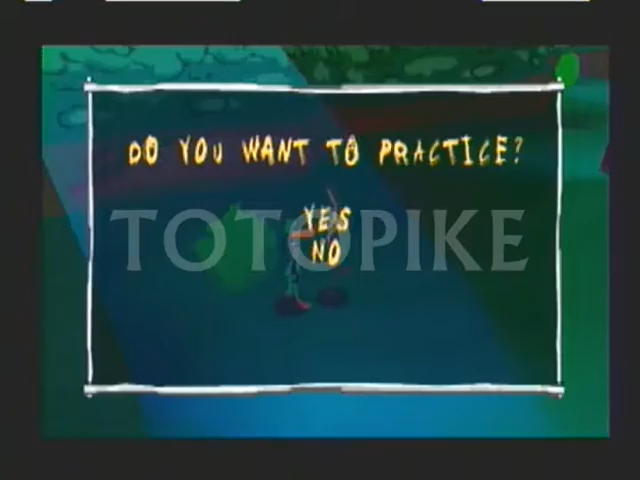 DO YOU WANT TO PRACTICE?
YES
TOTOPIKE
NO